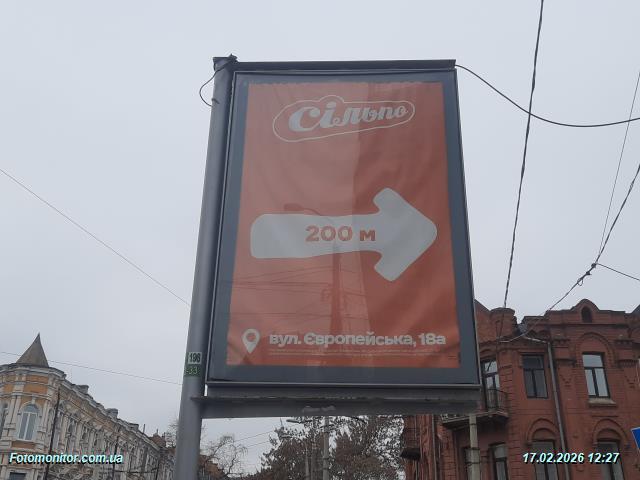 сільпо
200 м
вул. Європейська, 18а
196
Fotomonitor.com.ua
17.02.2026 12:27